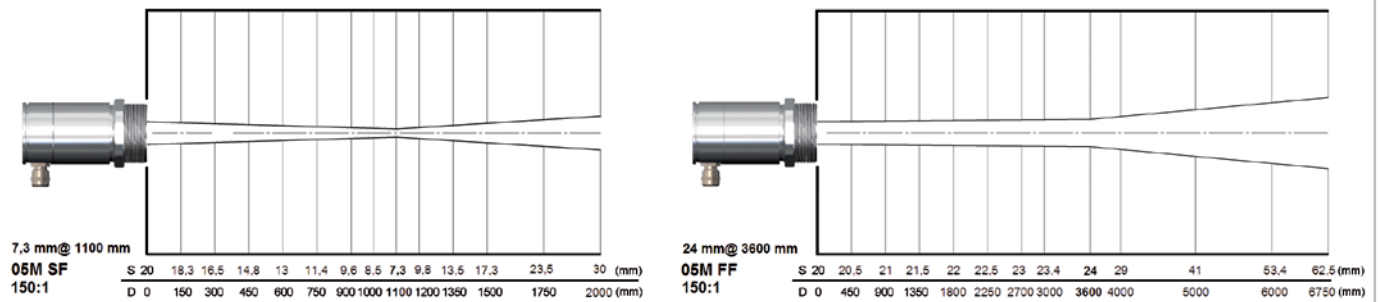 7,3 mm@ 1100 mm
05M SF
150:1
S 20 18,3 16,5 14,8 13 11,4 9,6 8,5 7,3 9,8 13,5 17,3 23,5 30 (mm)
D 0 150 300 450 600 750 900 1000 1100 1200 1350 1500 1750 2000 (mm)
24 mm@ 3600 mm
05M FF
150:1
S 20 20,5 21 21,5 22 22,5 23 23,4 24 29 41 53,4 62,5 (mm)
D 0 450 900 1350 1800 2250 2700 3000 3600 4000 5000 6000 6750 (mm)